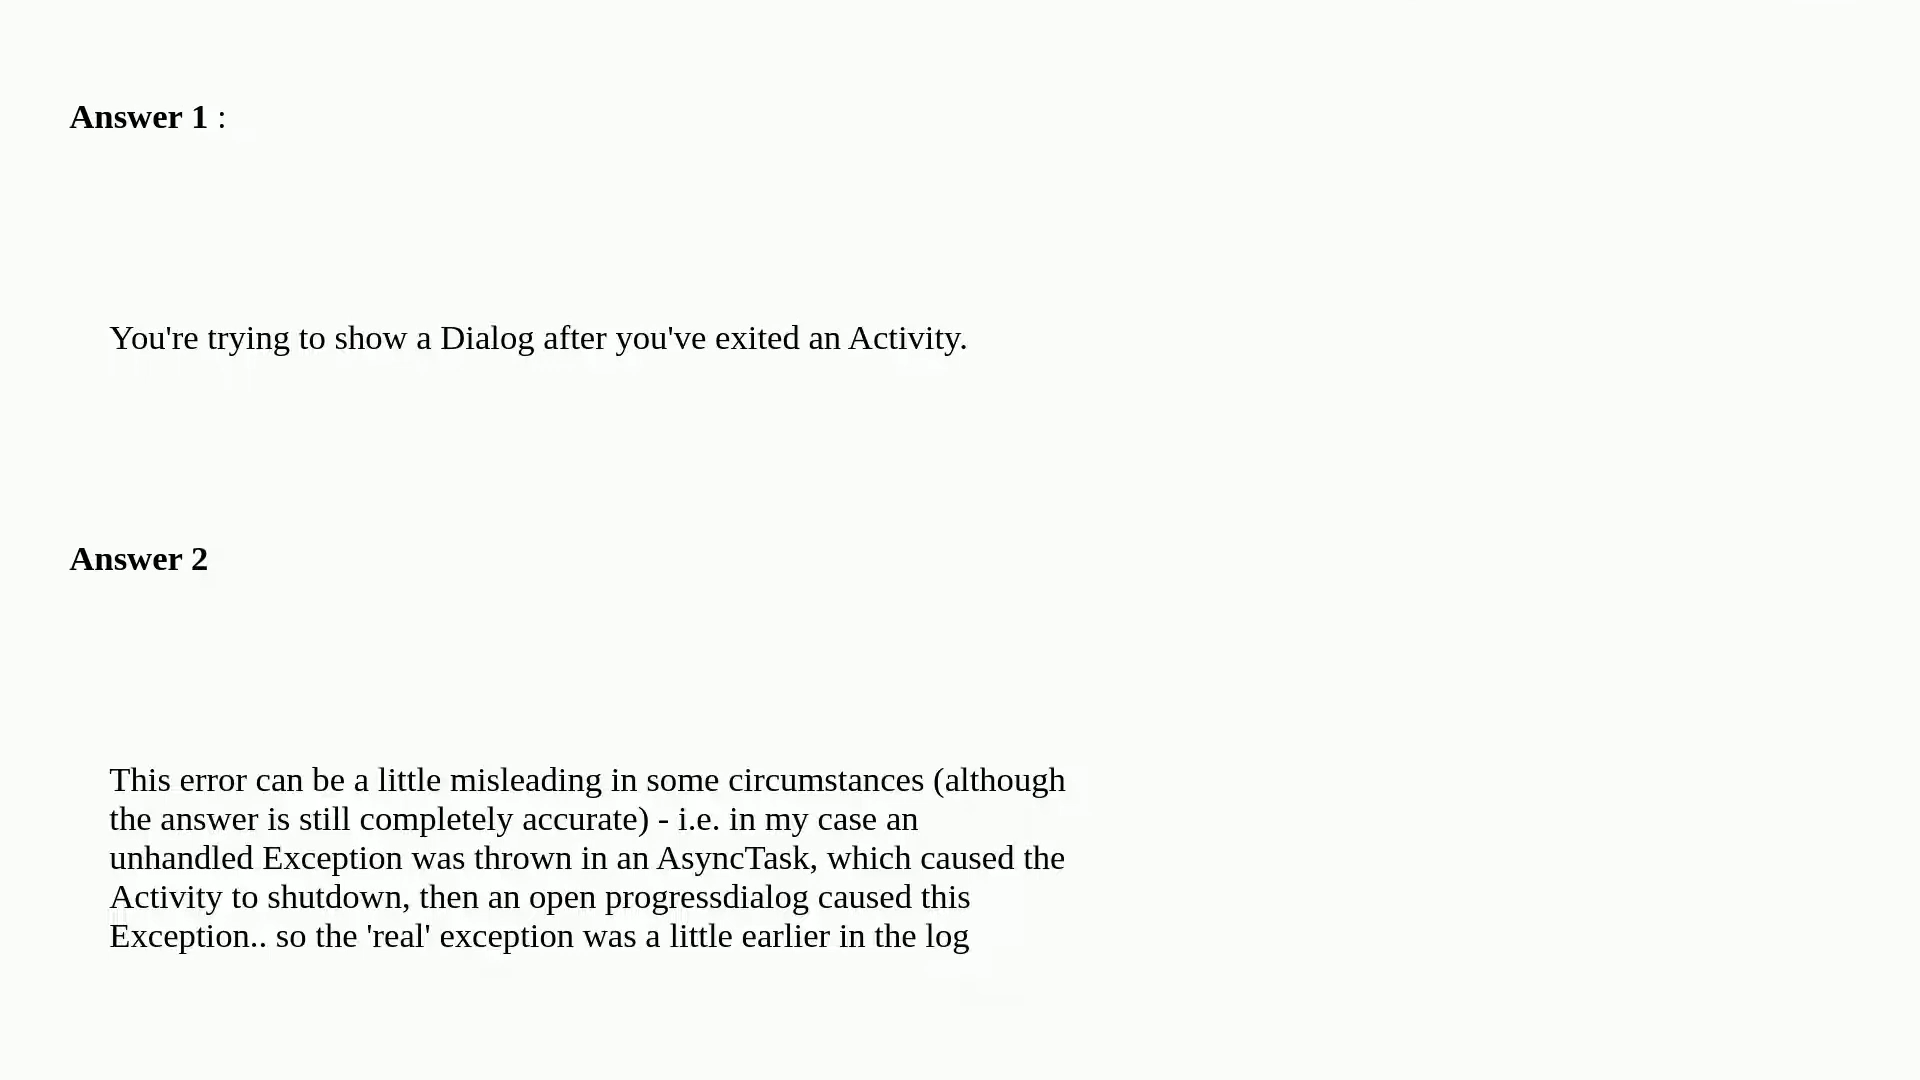 Answer 1 :
You're trying to show a Dialog after you've exited an Activity.
Answer 2
This error can be a little misleading in some circumstances (although
the answer is still completely accurate) - i.e. in my case an
unhandled Exception was thrown in an AsyncTask, which caused the
Activity to shutdown, then an open progressdialog caused this
Exception.. so the 'real' exception was a little earlier in the log